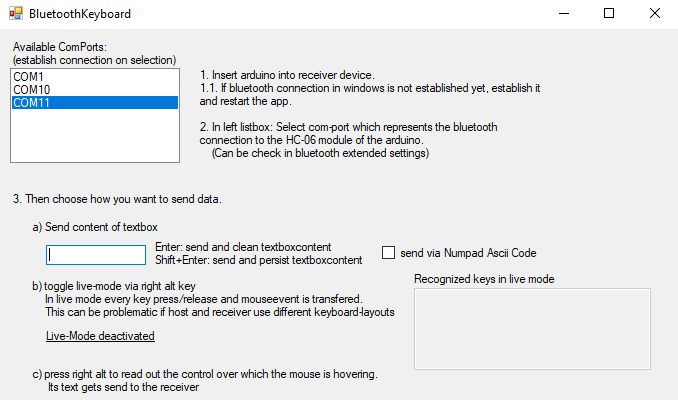 BluetoothKeyboard
Available ComPorts:
(establish connection on selection)
COM1
COM10
COM11
1. Insert arduino into receiver device.
1.1. If bluetooth connection in windows is not established yet, establish it
and restart the app.
2. In left listbox: Select com-port which represents the bluetooth
connection to the HC-06 module of the arduino.
(Can be check in bluetooth extended settings)
3. Then choose how you want to send data.
a) Send content of textbox
Enter: send and clean textboxcontent
Shift+Enter: send and persist textboxcontent
send via Numpad Ascii Code
b) toggle live-mode via right alt key
In live mode every key press/release and mouseevent is transfered.
This can be problematic if host and receiver use different keyboard-layouts
Live-Mode deactivated
Recognized keys in live mode
c) press right alt to read out the control over which the mouse is hovering.
Its text gets send to the receiver